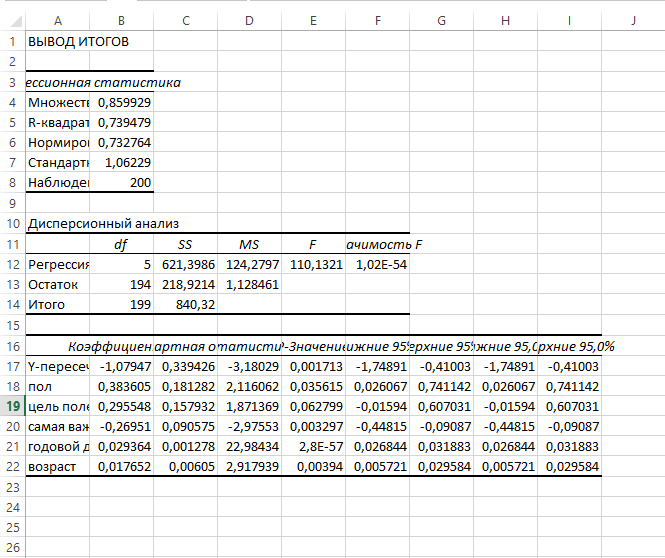 A B C D E F G H I J
1 ВЫВОД ИТОГОВ
2
3 ессионная статистика
4 Множеств 0,859929
5 R-квадрат 0,739479
6 Нормиров 0,732764
7 Стандартн 1,06229
8 Наблюден 200
9
10 Дисперсионный анализ
11 df SS MS F ачимость F
12 Регрессия 5 621,3986 124,2797 110,1321 1,02E-54
13 Остаток 194 218,9214 1,128461
14 Итого 199 840,32
15
16 Коэффициен артная о татисти Р-Значение ижние 95% ерхние 95% жние 95,0 рхние 95,0%
17 Y-пересеч -1,07947 0,339426 -3,18029 0,001713 -1,74891 -0,41003 -1,74891 -0,41003
18 пол 0,383605 0,181282 2,116062 0,035615 0,026067 0,741142 0,026067 0,741142
19 цель поле 0,295548 0,157932 1,871369 0,062799 -0,01594 0,607031 -0,01594 0,607031
20 самая важ -0,26951 0,090575 -2,97553 0,003297 -0,44815 -0,09087 -0,44815 -0,09087
21 годовой д 0,029364 0,001278 22,98434 2,8E-57 0,026844 0,031883 0,026844 0,031883
22 возраст 0,017652 0,00605 2,917939 0,00394 0,005721 0,029584 0,005721 0,029584
23
24
25
26